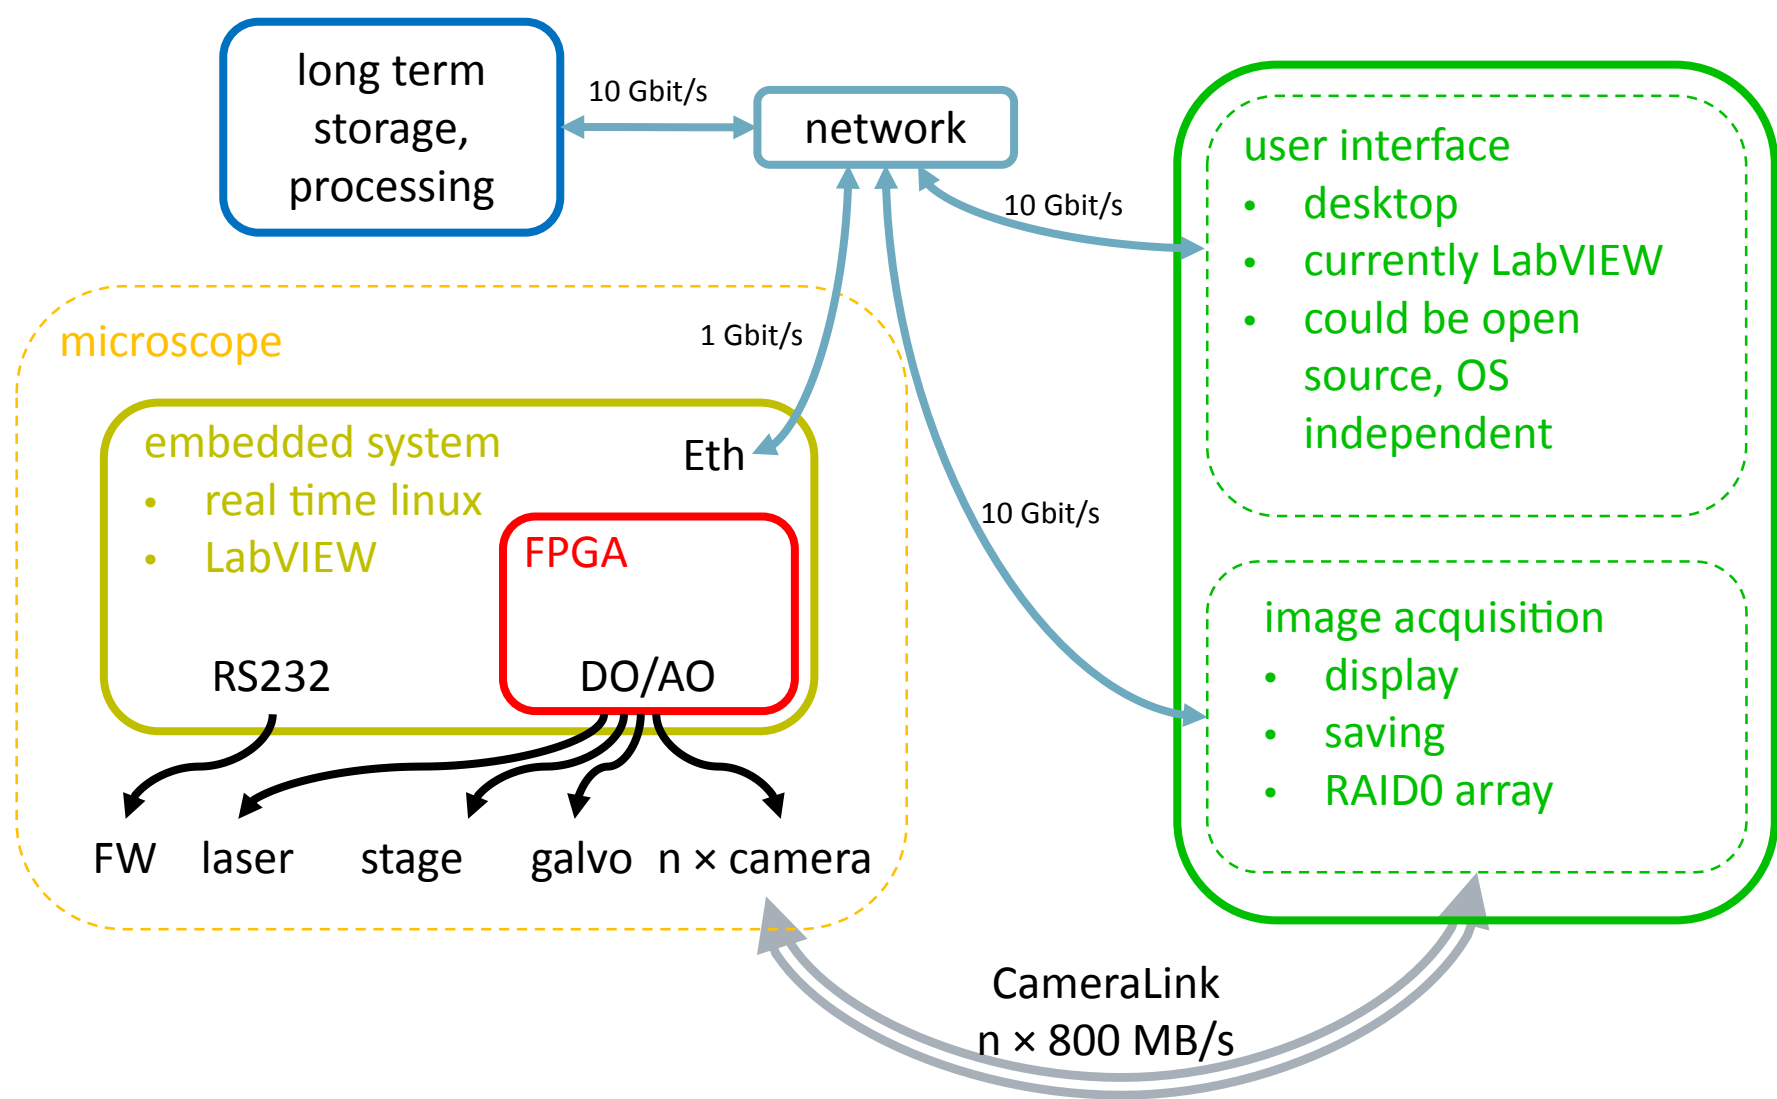 long term
storage,
processing
10 Gbit/s
network
10 Gbit/s
user interface
• desktop
• currently LabVIEW
• could be open
source, OS
independent
microscope
1 Gbit/s
embedded system
• real time linux
• LabVIEW
Eth
10 Gbit/s
FPGA
RS232
DO/AO
image acquisition
• display
• saving
• RAID0 array
FW
laser
stage
galvo
n × camera
CameraLink
n × 800 MB/s